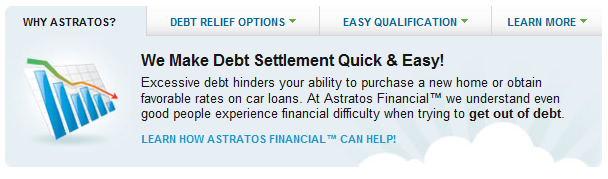 WHY ASTRATOS?
DEBT RELIEF OPTIONS
EASY QUALIFICATION
LEARN MORE
We Make Debt Settlement Quick & Easy!
Excessive debt hinders your ability to purchase a new home or obtain
favorable rates on car loans. At Astratos Financial™ we understand even
good people experience financial difficulty when trying to get out of debt.
LEARN HOW ASTRATOS FINANCIAL™ CAN HELP!